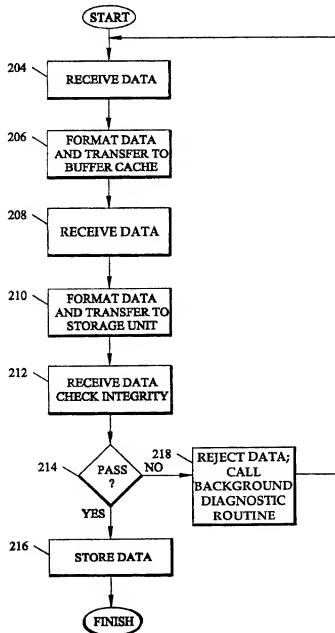 START
204
RECEIVE DATA
206
FORMAT DATA
AND TRANSFER TO
BUFFER CACHE
208
RECEIVE DATA
210
FORMAT DATA
AND TRANSFER TO
STORAGE UNIT
212
RECEIVE DATA
CHECK INTEGRITY
214
PASS
?
NO
YES
218
REJECT DATA;
CALL
BACKGROUND
DIAGNOSTIC
ROUTINE
216
STORE DATA
FINISH